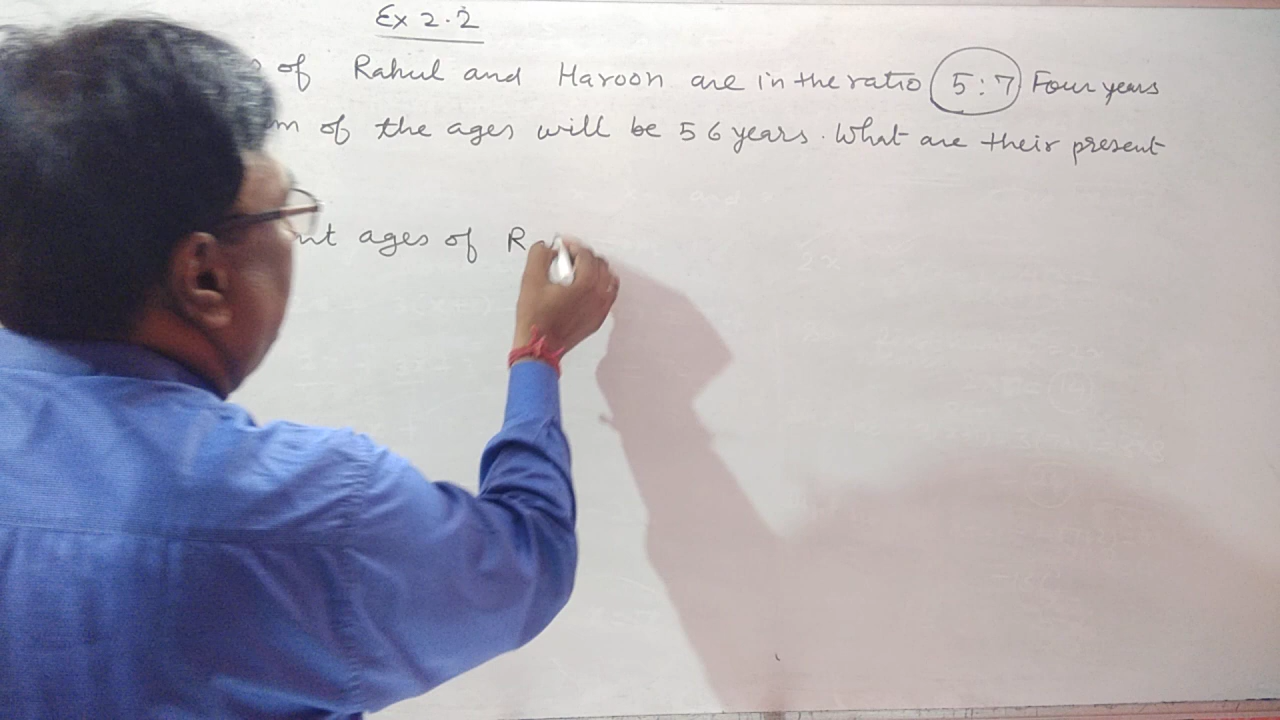 Ex 2.2
of Rahul and Haroon are in the ratio 5:7 Four years
of the ages will be 56 years. What are their present
ages of